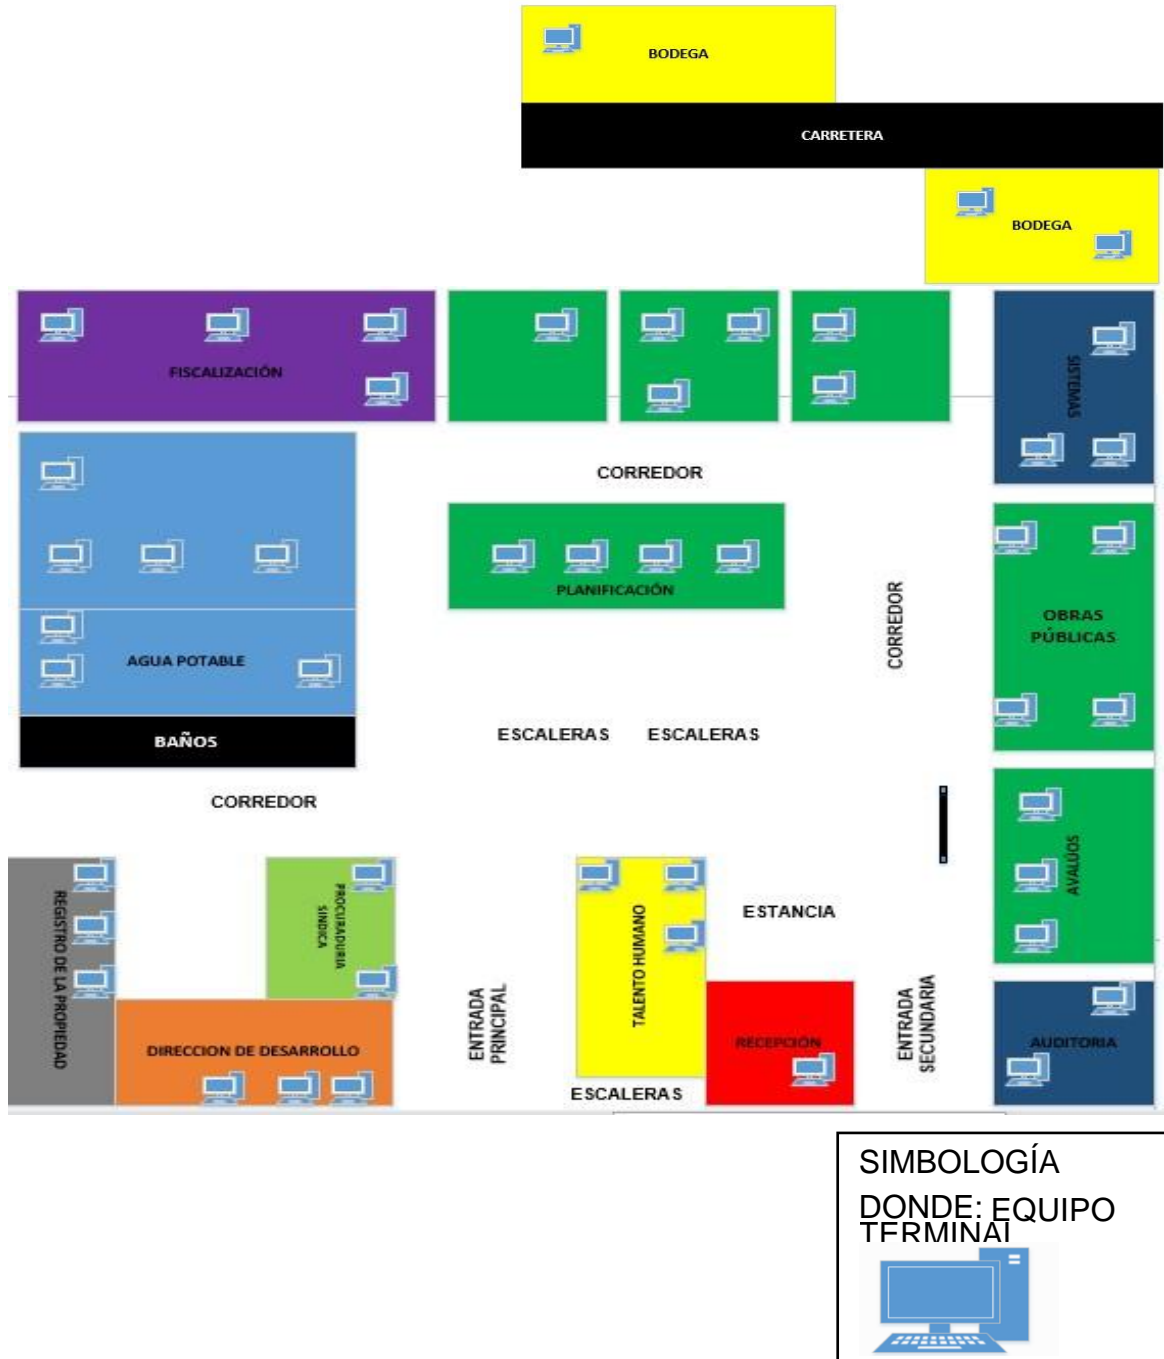 BODEGA
CARRETERA
BODEGA
FISCALIZACIÓN
SISTEMAS
CORREDOR
PLANIFICACIÓN
CORREDOR
OBRAS
PÚBLICAS
AGUA POTABLE
BAÑOS
ESCALERAS ESCALERAS
CORREDOR
AVALÚOS
REGISTRO DE LA PROPIEDAD
PROCURADURIA
SINDICA
TALENTO HUMANO
ESTANCIA
ENTRADA
PRINCIPAL
ENTRADA
SECUNDARIA
DIRECCION DE DESARROLLO
RECEPCIÓN
AUDITORIA
ESCALERAS
SIMBOLOGÍA
DONDE: EQUIPO
TERMINAL